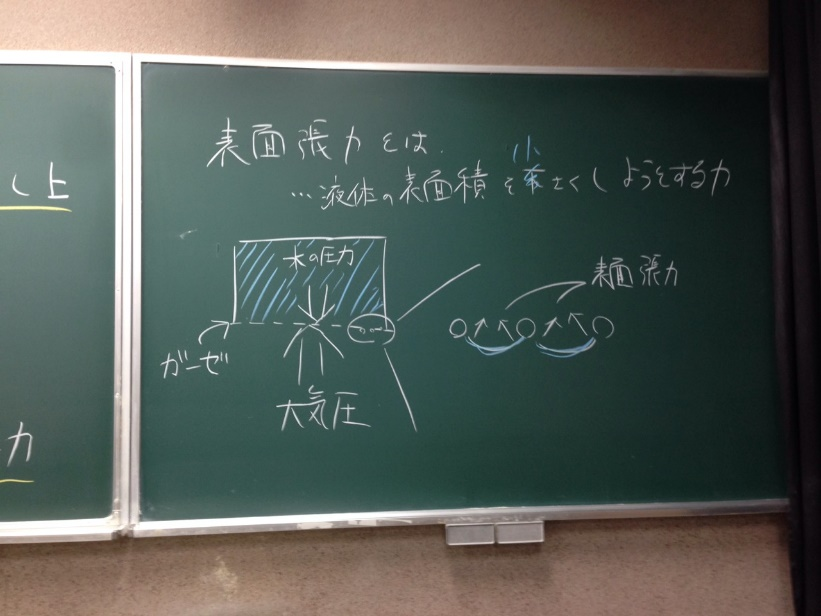 し上
力
表面張力とは
…液体の表面積を小さくしようとする力
水の圧力
表面張力
ガーゼ
大気圧